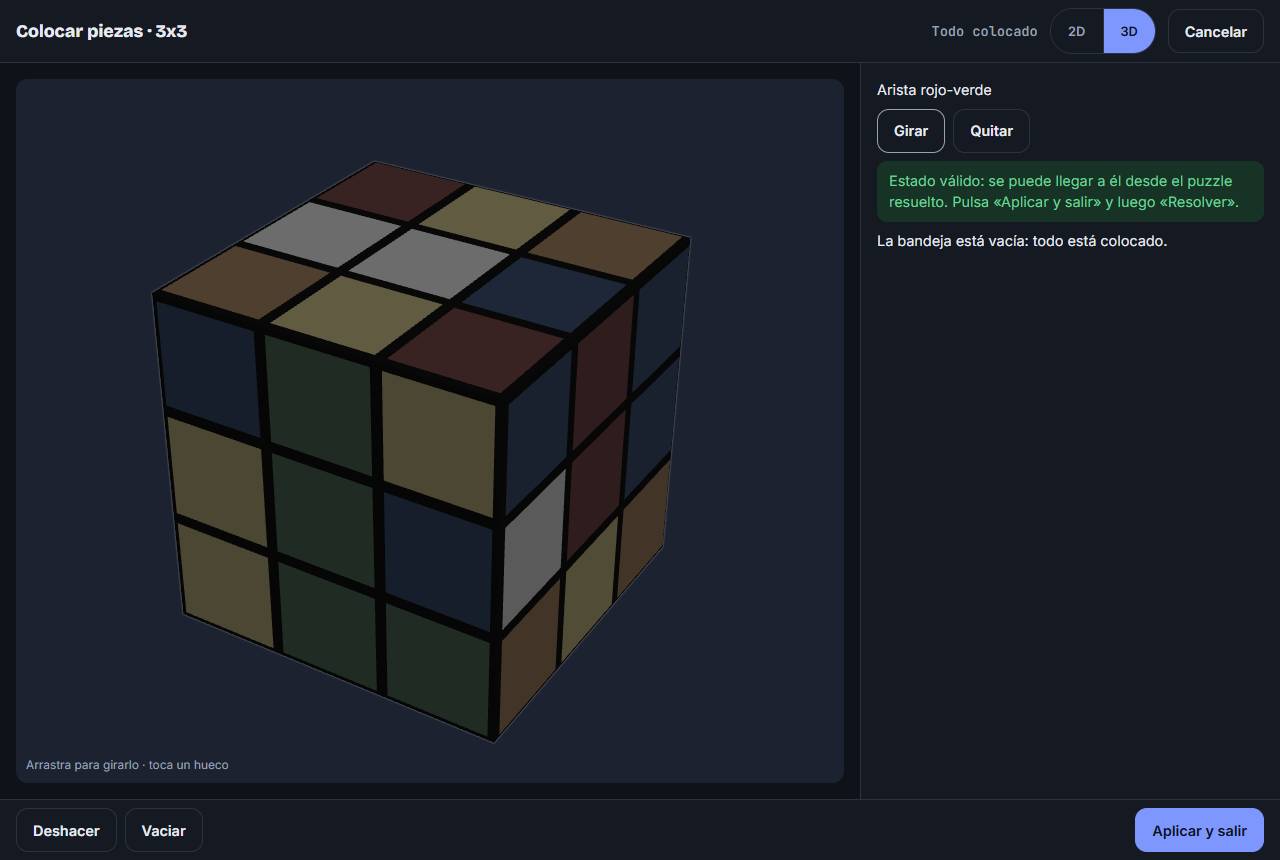 Colocar piezas · 3x3
Todo colocado
2D
3D
Cancelar
Arista rojo-verde
Girar
Quitar
Estado válido: se puede llegar a él desde el puzzle
resuelto. Pulsa «Aplicar y salir» y luego «Resolver».
La bandeja está vacía: todo está colocado.
Arrastra para girarlo · toca un hueco
Deshacer
Vaciar
Aplicar y salir